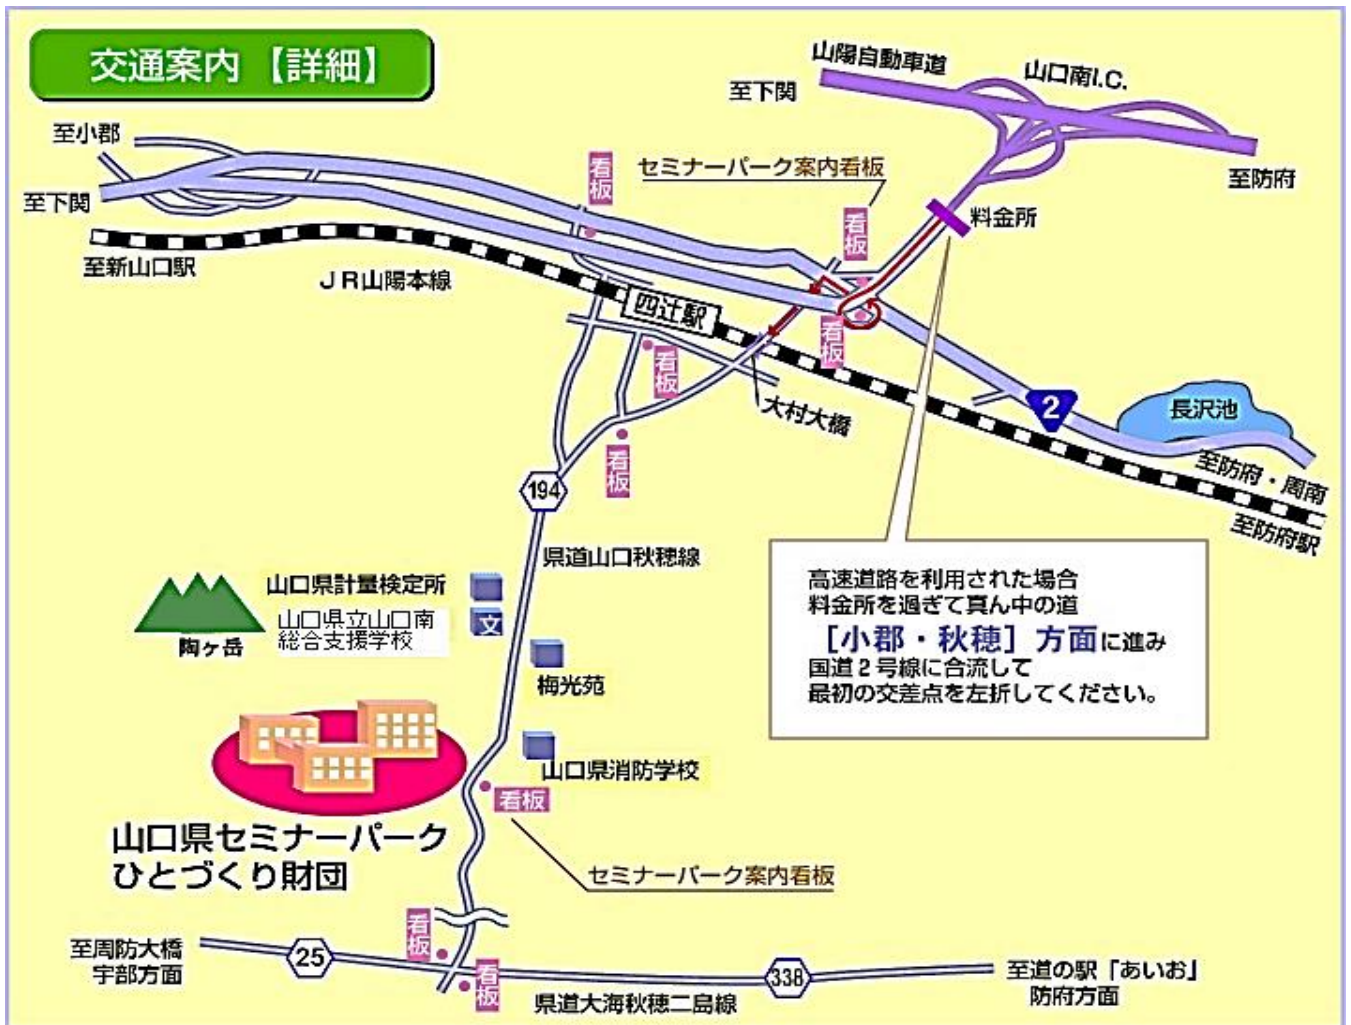 交通案内【詳細】
山陽自動車道
山口南I.C.
至下関
至防府
至小郡
至下関
看板
セミナーパーク案内看板
看板
料金所
至新山口駅
JR山陽本線
四辻駅
看板
看板
大村大橋
2
長沢池
看板
至防府・周南
至防府駅
194
県道山口秋穂線
高速道路を利用された場合
料金所を過ぎて真ん中の道
［小郡・秋穂］方面に進み
国道2号線に合流して
最初の交差点を左折してください。
山口県計量検定所
山口県立山口南
総合支援学校
文
陶ヶ岳
梅光苑
山口県消防学校
看板
山口県セミナーパーク
ひとづくり財団
セミナーパーク案内看板
看板
至周防大橋
宇部方面
25
看板
県道大海秋穂二島線
338
至道の駅「あいお」
防府方面